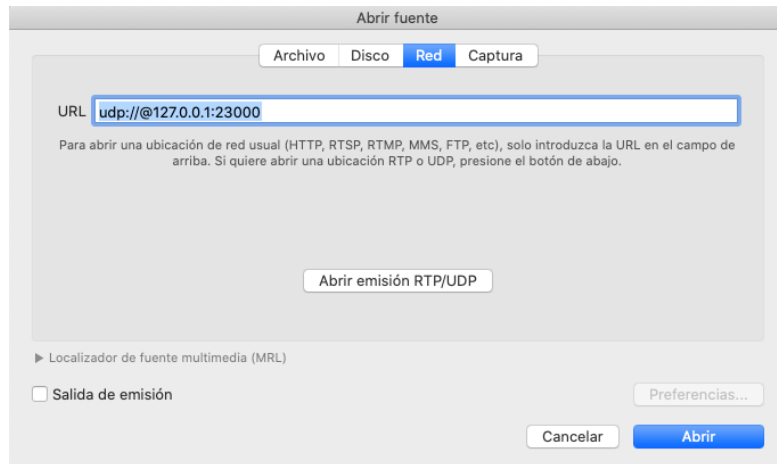 Abrir fuente
Archivo Disco Red Captura
URL udp://@127.0.0.1:23000
Para abrir una ubicación de red usual (HTTP, RTSP, RTMP, MMS, FTP, etc), solo introduzca la URL en el campo de
arriba. Si quiere abrir una ubicación RTP o UDP, presione el botón de abajo.
Abrir emisión RTP/UDP
Localizador de fuente multimedia (MRL)
Salida de emisión Preferencias...
Cancelar Abrir